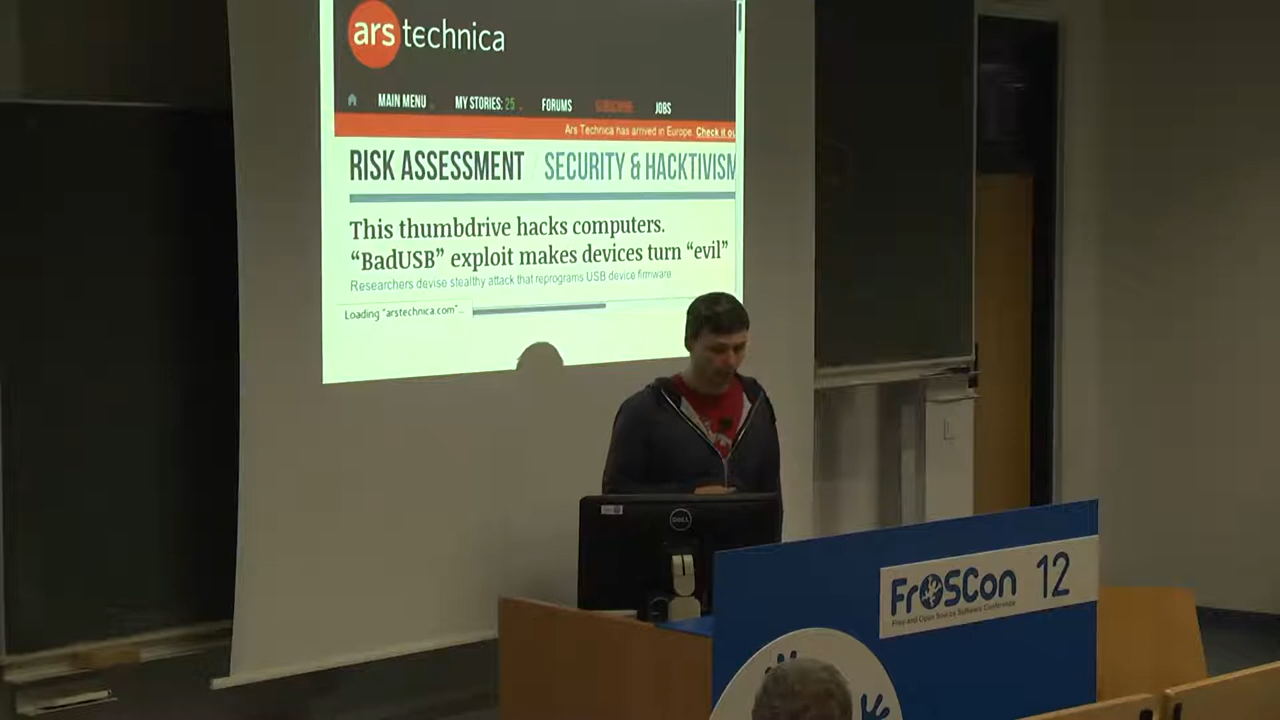 ars technica
MAIN MENU MY STORIES: 25 FORUMS SUBSCRIBE JOBS
Ars Technica has arrived in Europe. Check it ou
RISK ASSESSMENT / SECURITY & HACKTIVISM
This thumbdrive hacks computers.
“BadUSB” exploit makes devices turn “evil”
Researchers devise stealthy attack that reprograms USB device firmware
Loading "arstechnica.com"...
DELL
FrOSCon 12
Free and Open Source Software Conference